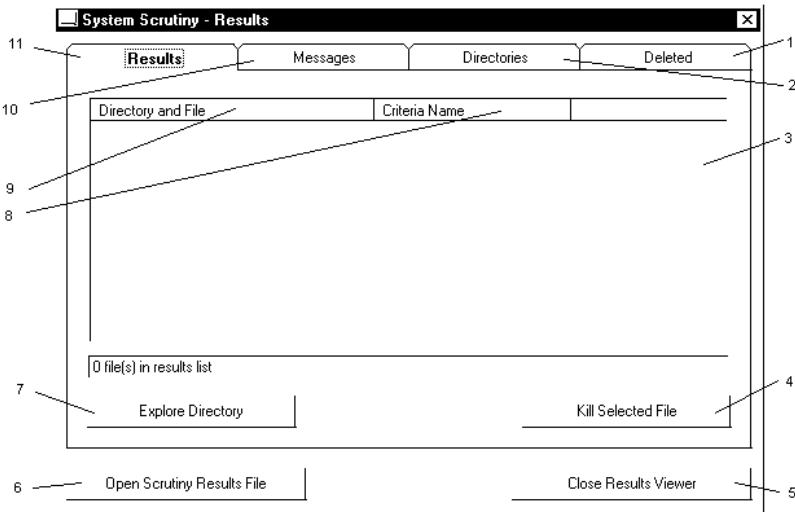 System Scrutiny - Results
11 Results Messages Directories Deleted 1
10 2
Directory and File Criteria Name
3
9
8
0 file(s) in results list
7 4
Explore Directory Kill Selected File
6 Open Scrutiny Results File Close Results Viewer 5